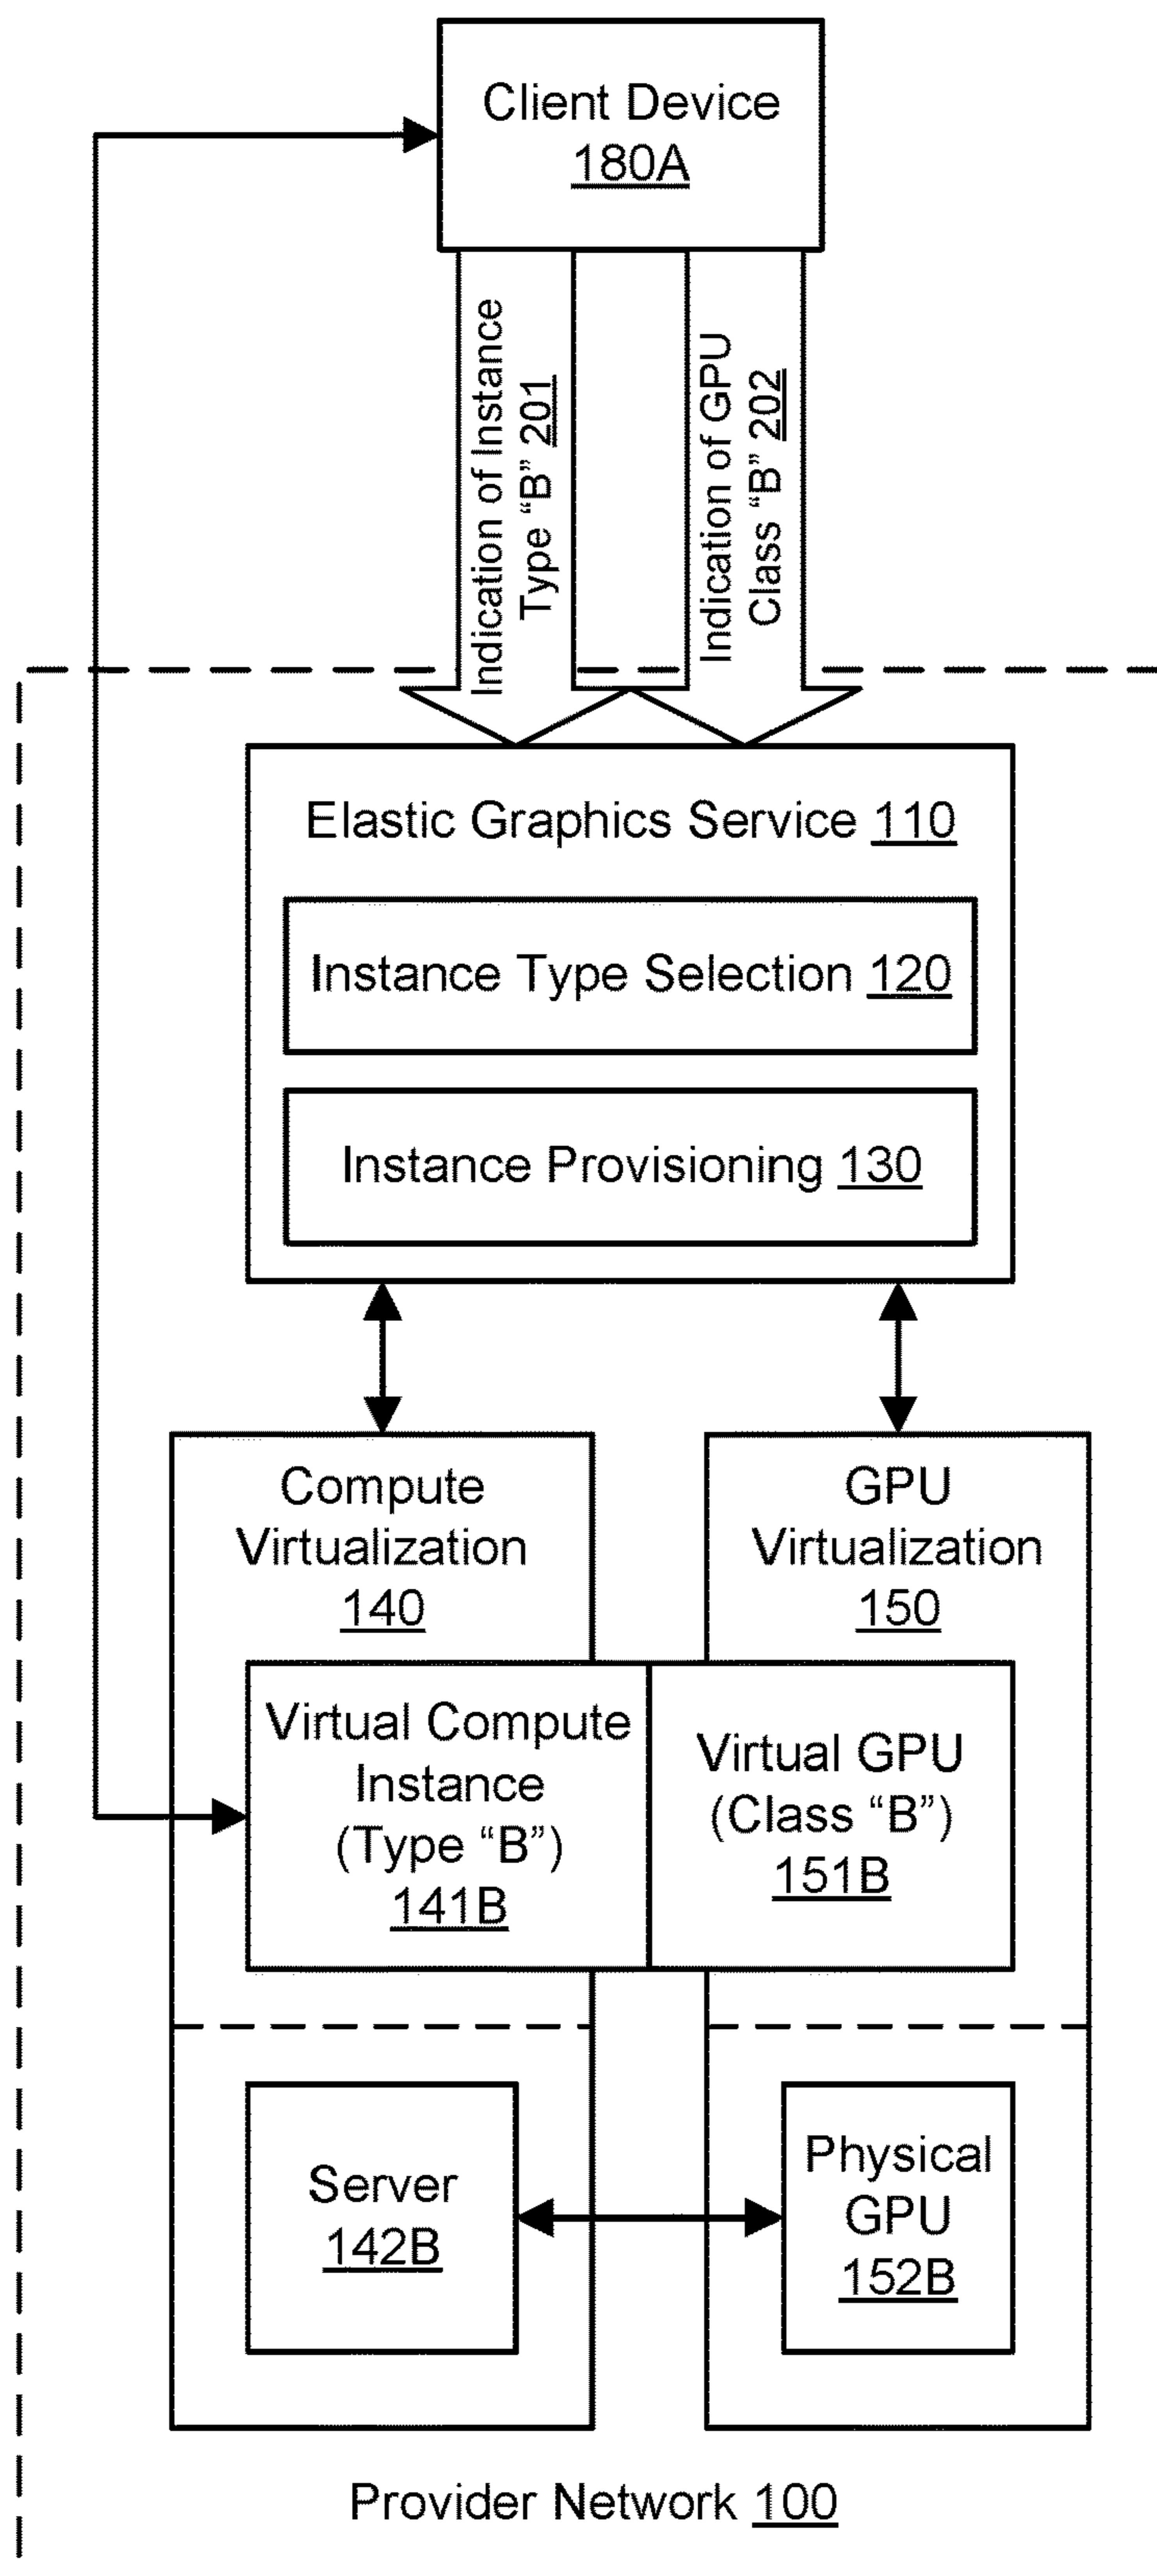 Client Device
180A
Indication of Instance
Type “B” 201
Indication of GPU
Class “B” 202
Elastic Graphics Service 110
Instance Type Selection 120
Instance Provisioning 130
Compute
Virtualization
140
GPU
Virtualization
150
Virtual Compute
Instance
(Type “B”)
141B
Virtual GPU
(Class “B”)
151B
Server
142B
Physical
GPU
152B
Provider Network 100